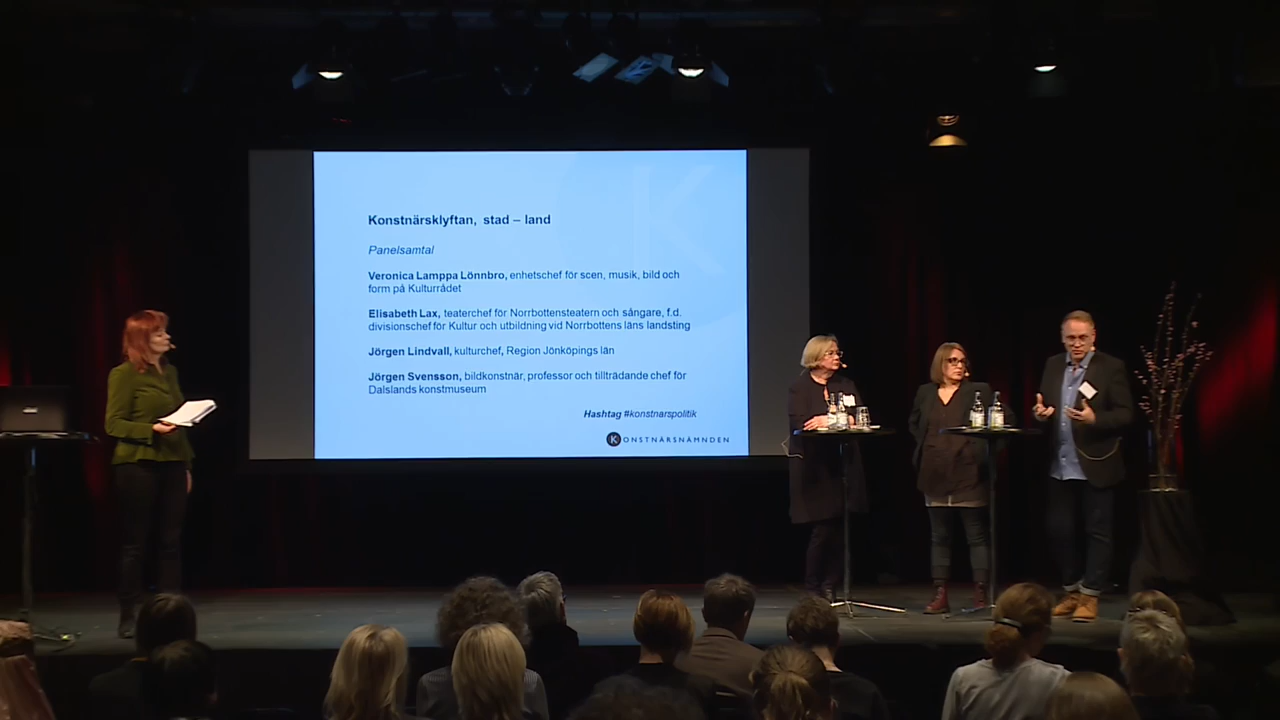 Konstnärsklyftan, stad – land
Panelsamtal
Veronica Lamppa Lönnbro, enhetschef för scen, musik, bild och
form på Kulturrådet
Elisabeth Lax, teaterchef för Norrbottensteatern och sångare, f.d.
divisionschef för Kultur och utbildning vid Norrbottens läns landsting
Jörgen Lindvall, kulturchef, Region Jönköpings län
Jörgen Svensson, bildkonstnär, professor och tillträdande chef för
Dalslands konstmuseum
Hashtag #konstnarspolitik
KONSTNÄRSNÄMNDEN